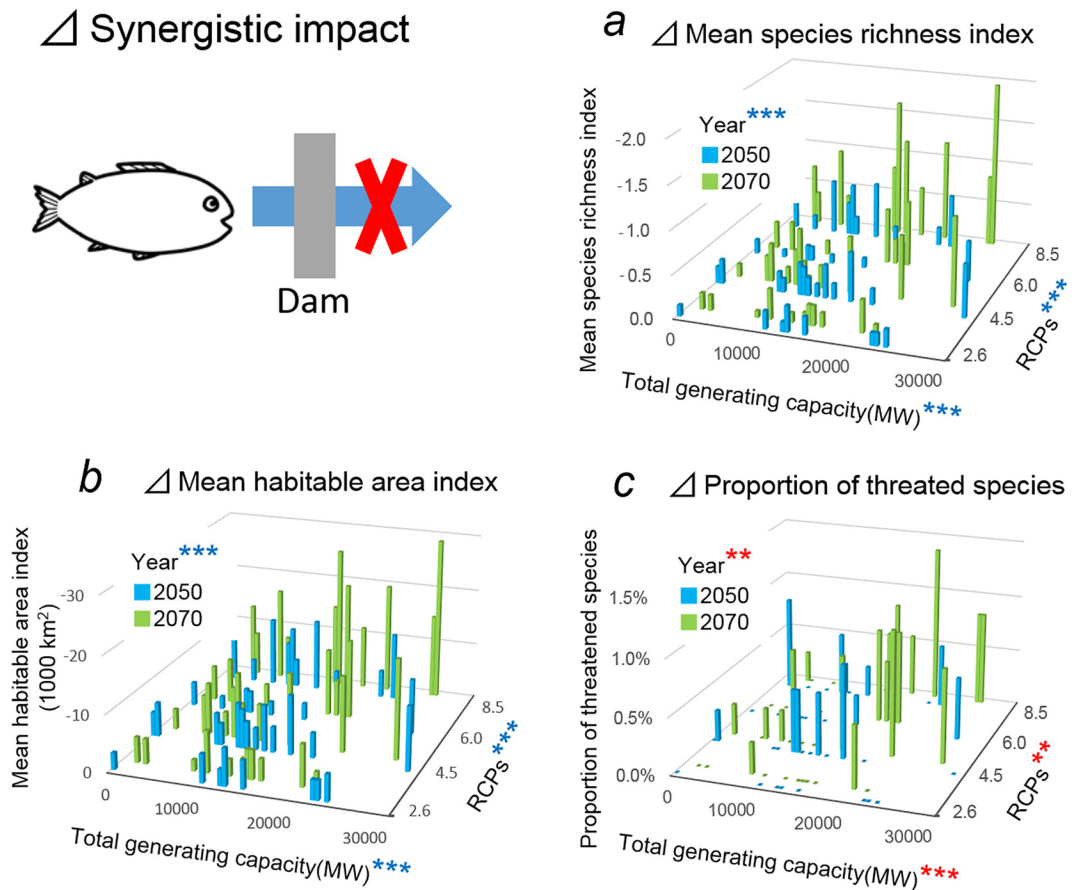 ⊿ Synergistic impact
Dam
a ⊿ Mean species richness index
Mean species richness index
-2.0
-1.5
-1.0
-0.5
0.0
Year***
2050
2070
0
10000
20000
30000
Total generating capacity(MW)***
2.6
4.5
6.0
8.5
RCPs***
b ⊿ Mean habitable area index
Mean habitable area index
(1000 km²)
-30
-20
-10
0
Year***
2050
2070
0
10000
20000
30000
Total generating capacity(MW)***
2.6
4.5
6.0
8.5
RCPs***
c ⊿ Proportion of threated species
Proportion of threatened species
1.5%
1.0%
0.5%
0.0%
Year**
2050
2070
0
10000
20000
30000
Total generating capacity(MW)***
2.6
4.5
6.0
8.5
RCPs**